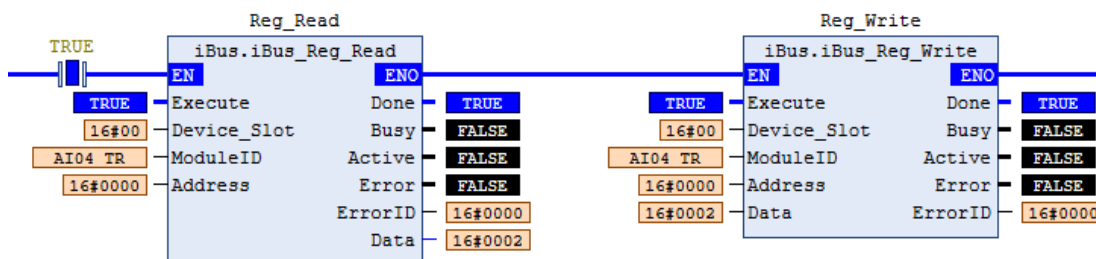 Reg_Read Reg_Write
TRUE iBus.iBus_Reg_Read iBus.iBus_Reg_Write
EN ENO EN ENO
TRUE Execute Done TRUE TRUE Execute Done TRUE
16#00 Device_Slot Busy FALSE 16#00 Device_Slot Busy FALSE
AI04 TR ModuleID Active FALSE AI04 TR ModuleID Active FALSE
16#0000 Address Error FALSE 16#0000 Address Error FALSE
ErrorID 16#0000 16#0002 Data ErrorID 16#0000
Data 16#0002